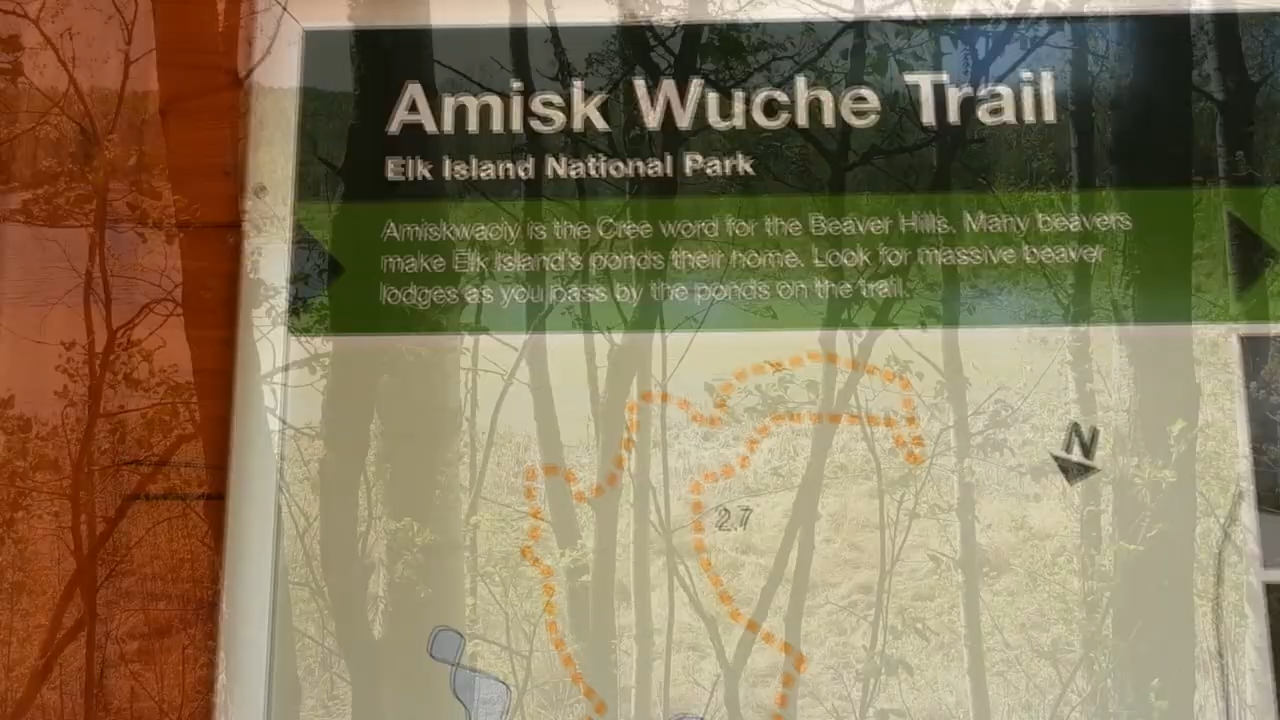 Amisk Wuche Trail
Elk Island National Park
Amiskwaciy is the Cree word for the Beaver Hills. Many beavers
make Elk Island's ponds their home. Look for massive beaver
lodges as you pass by the ponds on the trail.
N
2.7